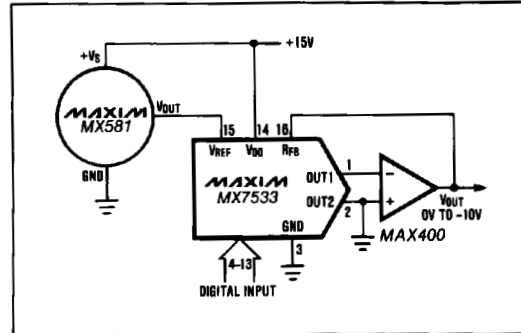 +VS
+15V
MAXIM
MX581
VOUT
15
14
16
VREF
VDD
RFB
GND
MAXIM
MX7533
OUT1
1
OUT2
2
GND
3
-
+
VOUT
0V TO -10V
MAX400
4-13
DIGITAL INPUT